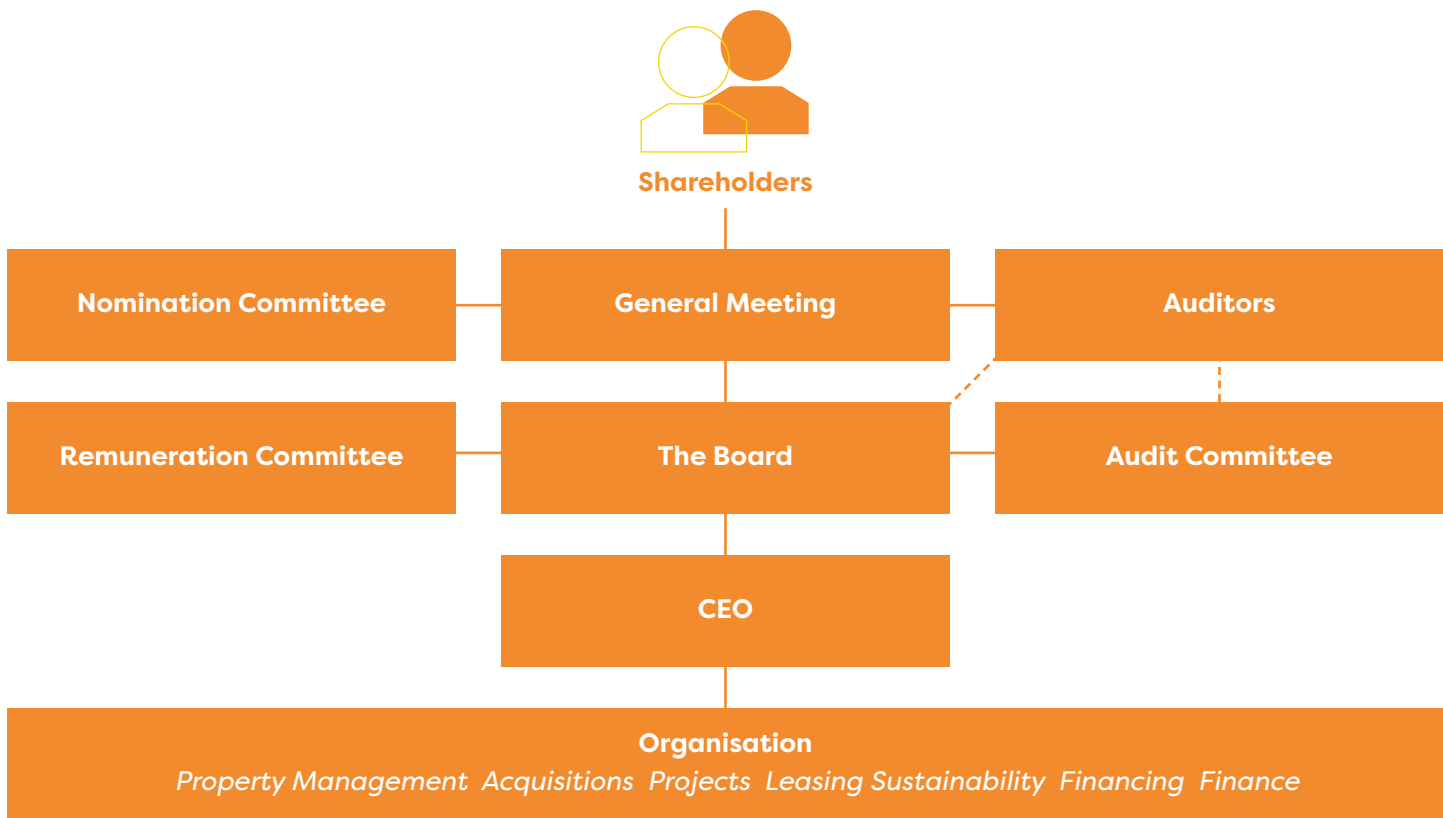 Shareholders
Nomination Committee
General Meeting
Auditors
Remuneration Committee
The Board
Audit Committee
CEO
Organisation
Property Management Acquisitions Projects Leasing Sustainability Financing Finance